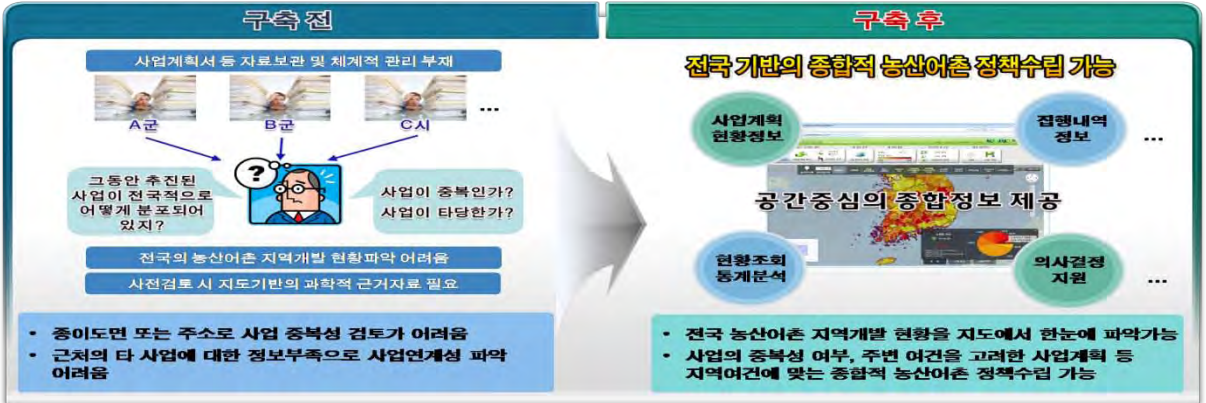 구축 전
사업계획서 등 자료보관 및 체계적 관리 부재
A군
B군
C시
...
?
그동안 추진된
사업이 전국적으로
어떻게 분포되어
있지?
사업이 중복인가?
사업이 타당한가?
전국의 농산어촌 지역개발 현황파악 어려움
사전검토 시 지도기반의 과학적 근거자료 필요
• 종이도면 또는 주소로 사업 중복성 검토가 어려움
• 근처의 타 사업에 대한 정보부족으로 사업연계성 파악
어려움
구축 후
전국 기반의 종합적 농산어촌 정책수립 가능
사업계획
현황정보
집행내역
정보
...
공간중심의 종합정보 제공
현황조회
통계분석
의사결정
지원
...
• 전국 농산어촌 지역개발 현황을 지도에서 한눈에 파악가능
• 사업의 중복성 여부, 주변 여건을 고려한 사업계획 등
지역여건에 맞는 종합적 농산어촌 정책수립 가능